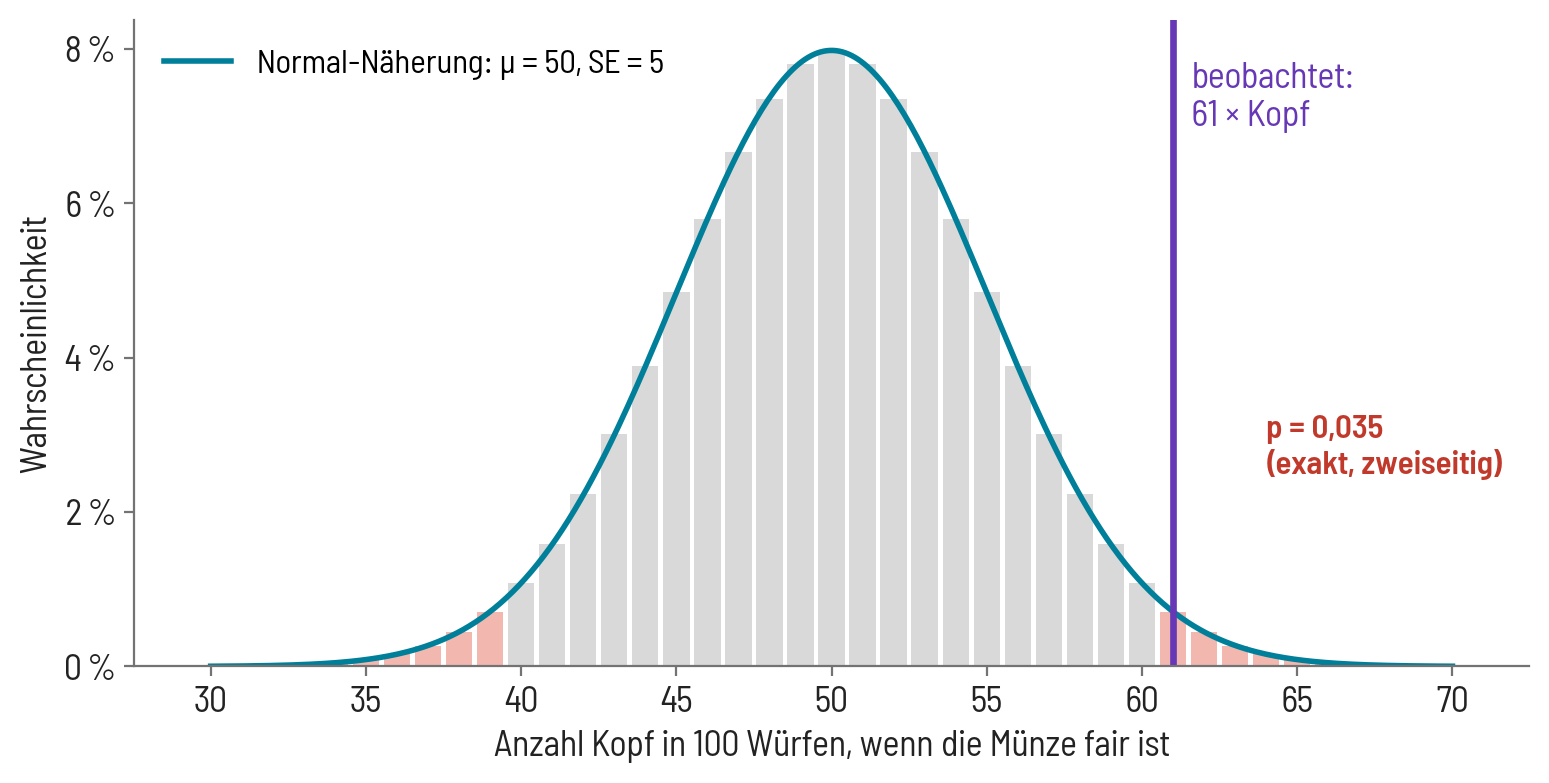 Normal-Näherung: µ = 50, SE = 5
beobachtet:
61 × Kopf
p = 0,035
(exakt, zweiseitig)
Wahrscheinlichkeit
8 %
6 %
4 %
2 %
0 %
30 35 40 45 50 55 60 65 70
Anzahl Kopf in 100 Würfen, wenn die Münze fair ist